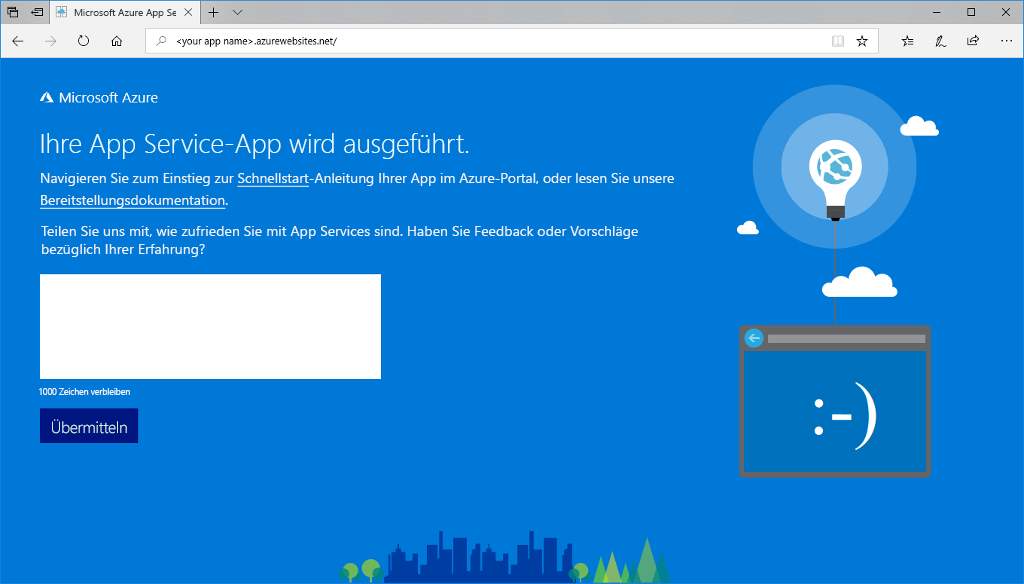 Microsoft Azure App Se
<your app name>.azurewebsites.net/
Microsoft Azure
Ihre App Service-App wird ausgeführt.
Navigieren Sie zum Einstieg zur Schnellstart-Anleitung Ihrer App im Azure-Portal, oder lesen Sie unsere
Bereitstellungsdokumentation.
Teilen Sie uns mit, wie zufrieden Sie mit App Services sind. Haben Sie Feedback oder Vorschläge
bezüglich Ihrer Erfahrung?
1000 Zeichen verbleiben
Übermitteln
:-)